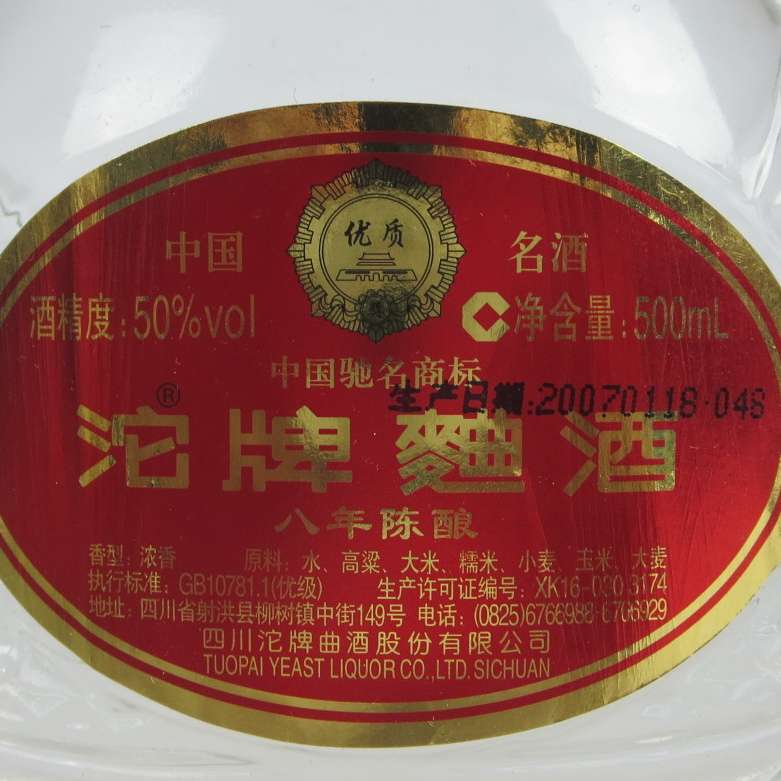 优质
中国 名酒
酒精度:50%vol 净含量:500mL
中国驰名商标
生产日期:20070118·048
沱牌麯酒®
八年陈酿
香型:浓香 原料:水、高粱、大米、糯米、小麦、玉米、大麦
执行标准:GB10781.1(优级) 生产许可证编号:XK16-030 3174
地址:四川省射洪县柳树镇中街149号 电话:(0825)6766988 6706929
四川沱牌曲酒股份有限公司
TUOPAI YEAST LIQUOR CO.,LTD.SICHUAN